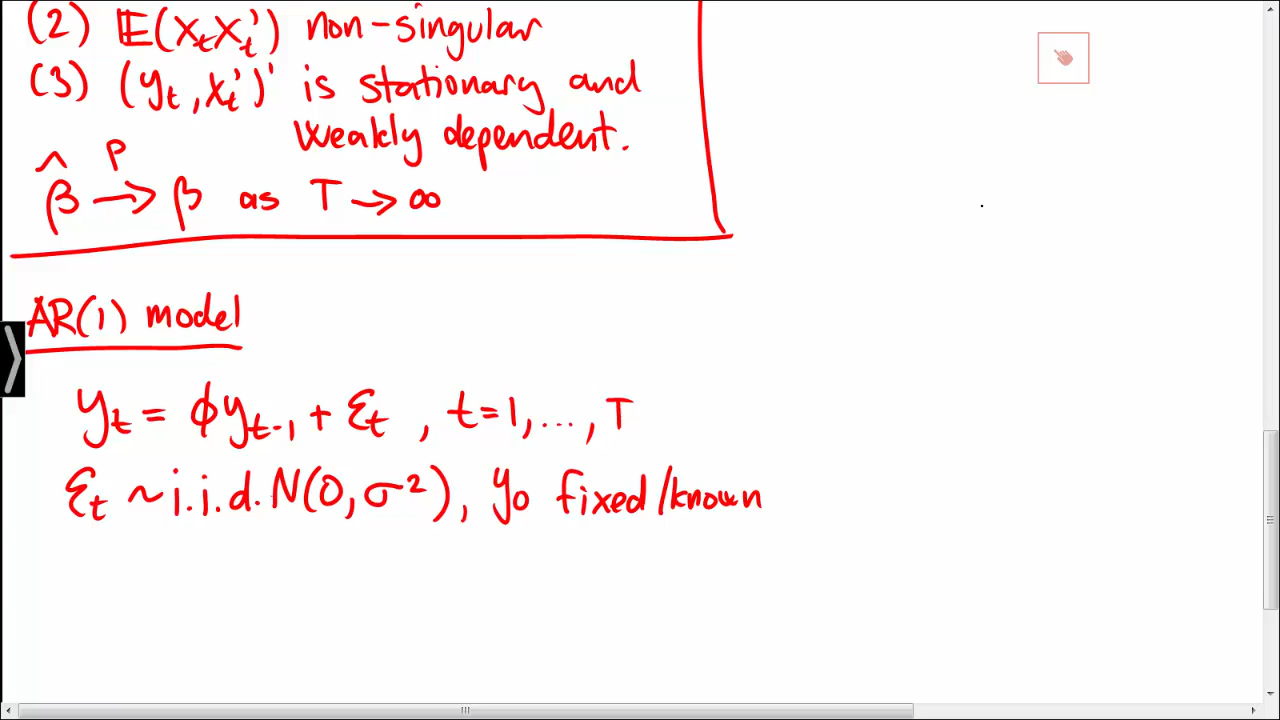 (2) 𝔼(xₜxₜ') non-singular
(3) (yₜ, xₜ')' is stationary and
weakly dependent.
β̂ →ᵖ β as T → ∞
AR(1) model
yₜ = ϕyₜ₋₁ + εₜ , t=1,...,T
εₜ ~ i.i.d. N(0, σ²), y₀ fixed/known